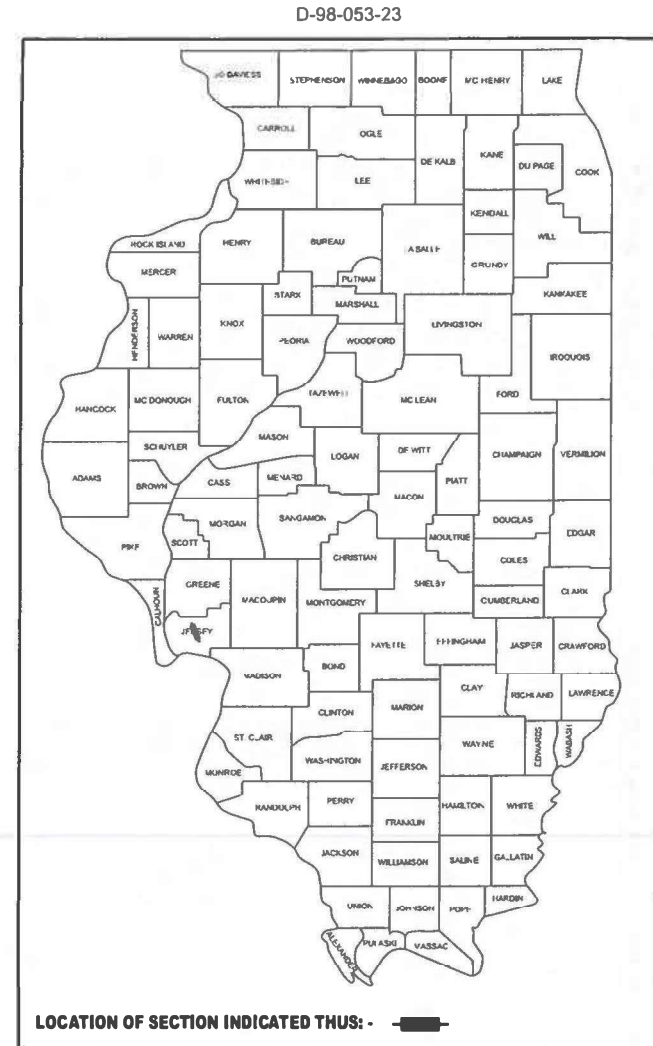 D-98-053-23
JO DAVIESS STEPHENSON WINNEBAGO BOONE MC HENRY LAKE
CARROLL OGLE
DE KALB KANE DU PAGE COOK
WHITESIDE LEE
KENDALL WILL
ROCK ISLAND HENRY BUREAU LA SALLE GRUNDY
MERCER PUTNAM
STARK MARSHALL KANKAKEE
HENDERSON WARREN KNOX PEORIA WOODFORD LIVINGSTON IROQUOIS
HANCOCK MC DONOUGH FULTON TAZEWELL MC LEAN FORD
MASON
SCHUYLER LOGAN DE WITT CHAMPAIGN VERMILION
ADAMS BROWN CASS MENARD PIATT
MACON
MORGAN SANGAMON DOUGLAS
PIKE SCOTT MOULTRIE EDGAR
CHRISTIAN COLES
GREENE SHELBY CLARK
CALHOUN MACOUPIN MONTGOMERY CUMBERLAND
JERSEY FAYETTE EFFINGHAM JASPER CRAWFORD
MADISON BOND
CLAY RICHLAND LAWRENCE
CLINTON MARION
ST. CLAIR WAYNE EDWARDS WABASH
WASHINGTON JEFFERSON
MONROE
RANDOLPH PERRY HAMILTON WHITE
FRANKLIN
JACKSON WILLIAMSON SALINE GALLATIN
UNION JOHNSON POPE HARDIN
ALEXANDER PULASKI MASSAC
LOCATION OF SECTION INDICATED THUS: -